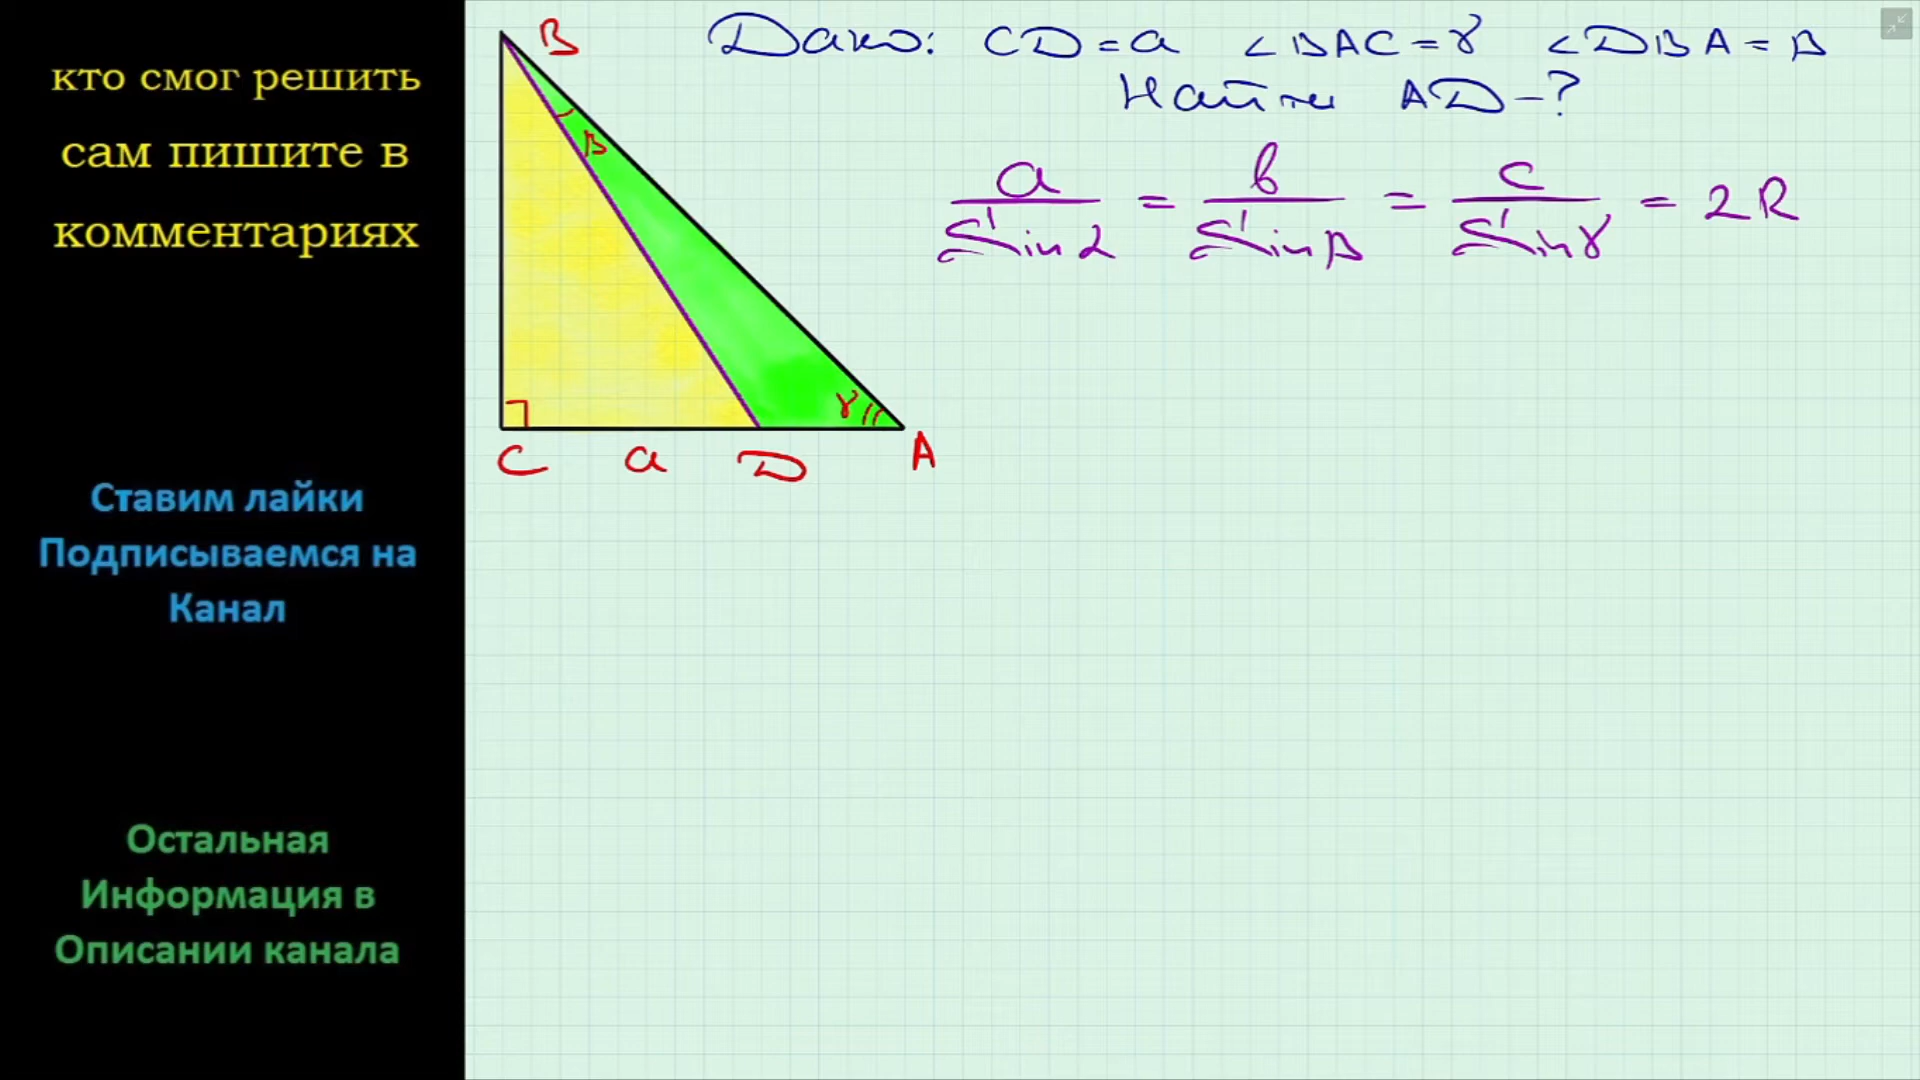 кто смог решить
сам пишите в
комментариях
Ставим лайки
Подписываемся на
Канал
Остальная
Информация в
Описании канала
Дано: CD = a ∠BAC = γ ∠DBA = β
Найти AD - ?
a/Sin α = b/Sin β = c/Sin γ = 2R
B
β
γ
C a D A